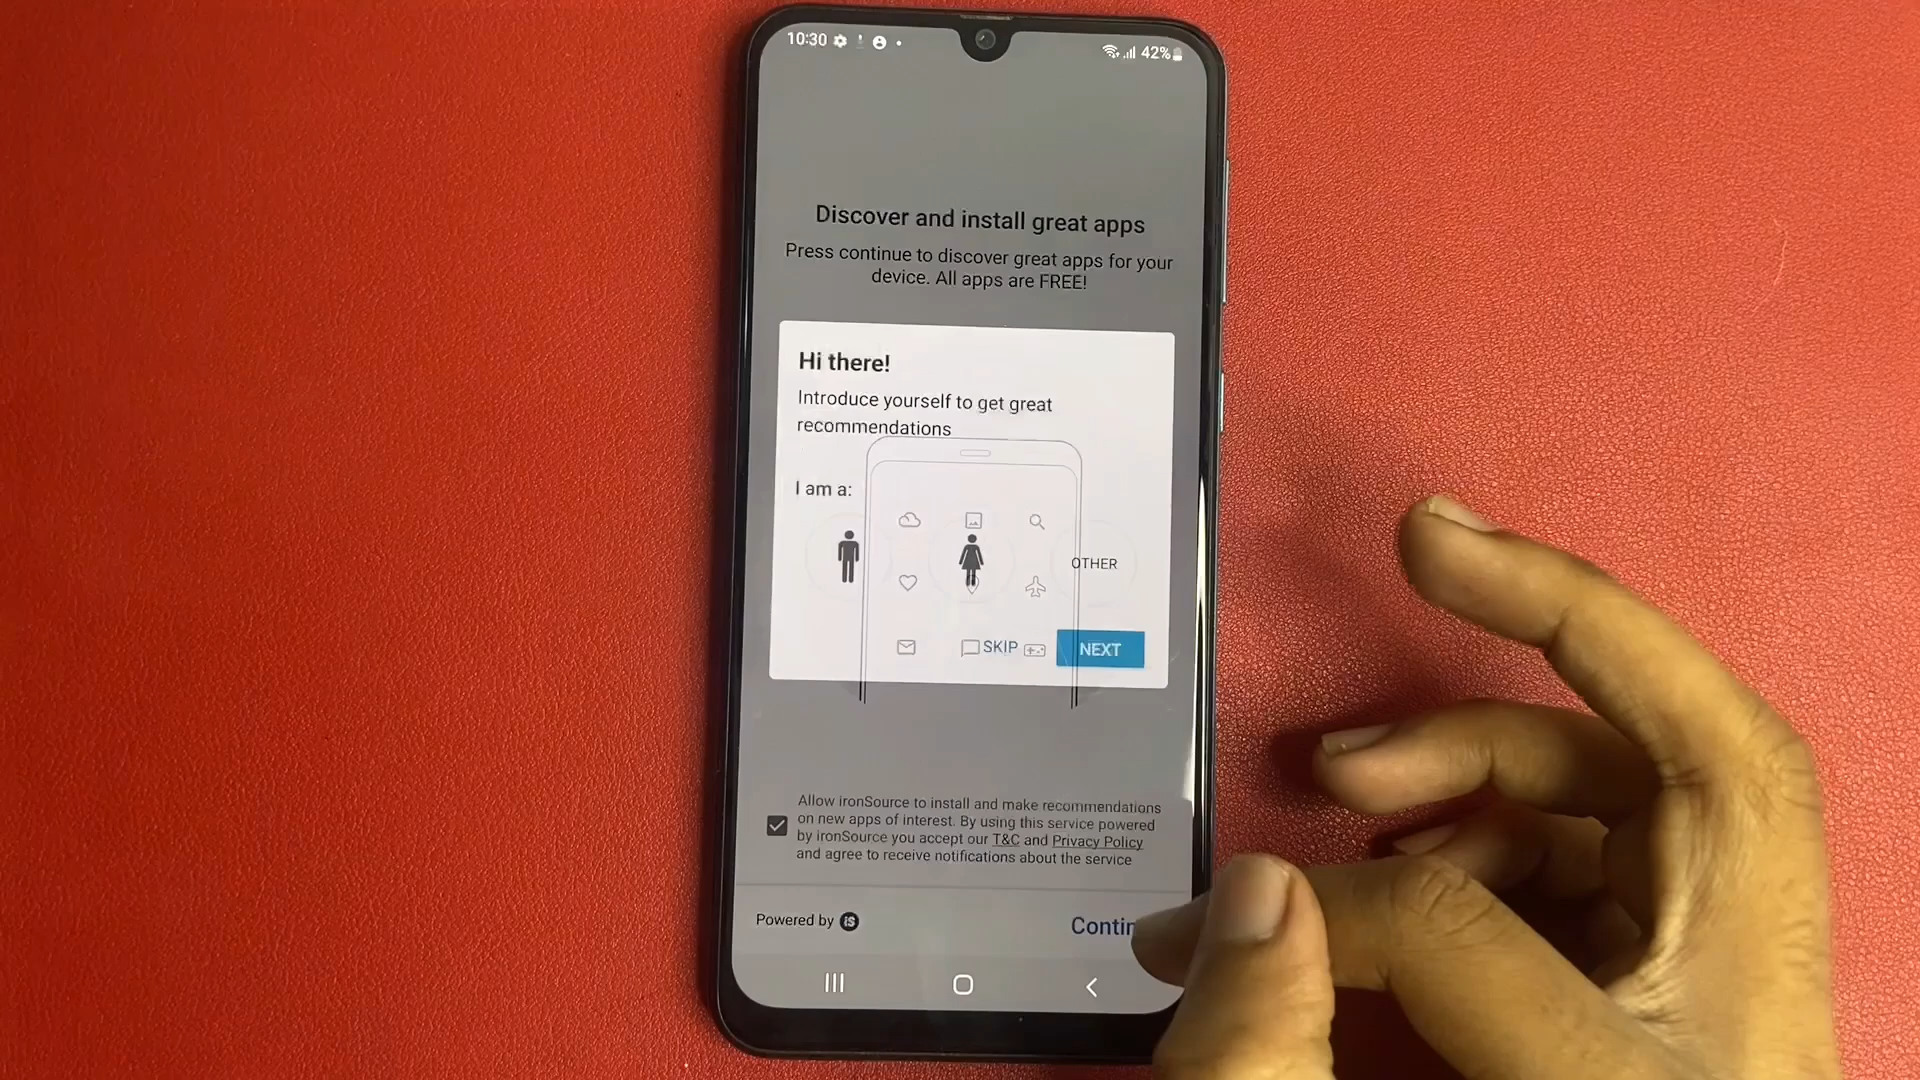 10:30
42%
Discover and install great apps
Press continue to discover great apps for your
device. All apps are FREE!
Hi there!
Introduce yourself to get great
recommendations
I am a:
OTHER
SKIP
NEXT
Allow ironSource to install and make recommendations
on new apps of interest. By using this service powered
by ironSource you accept our T&C and Privacy Policy
and agree to receive notifications about the service
Powered by iS
Contin